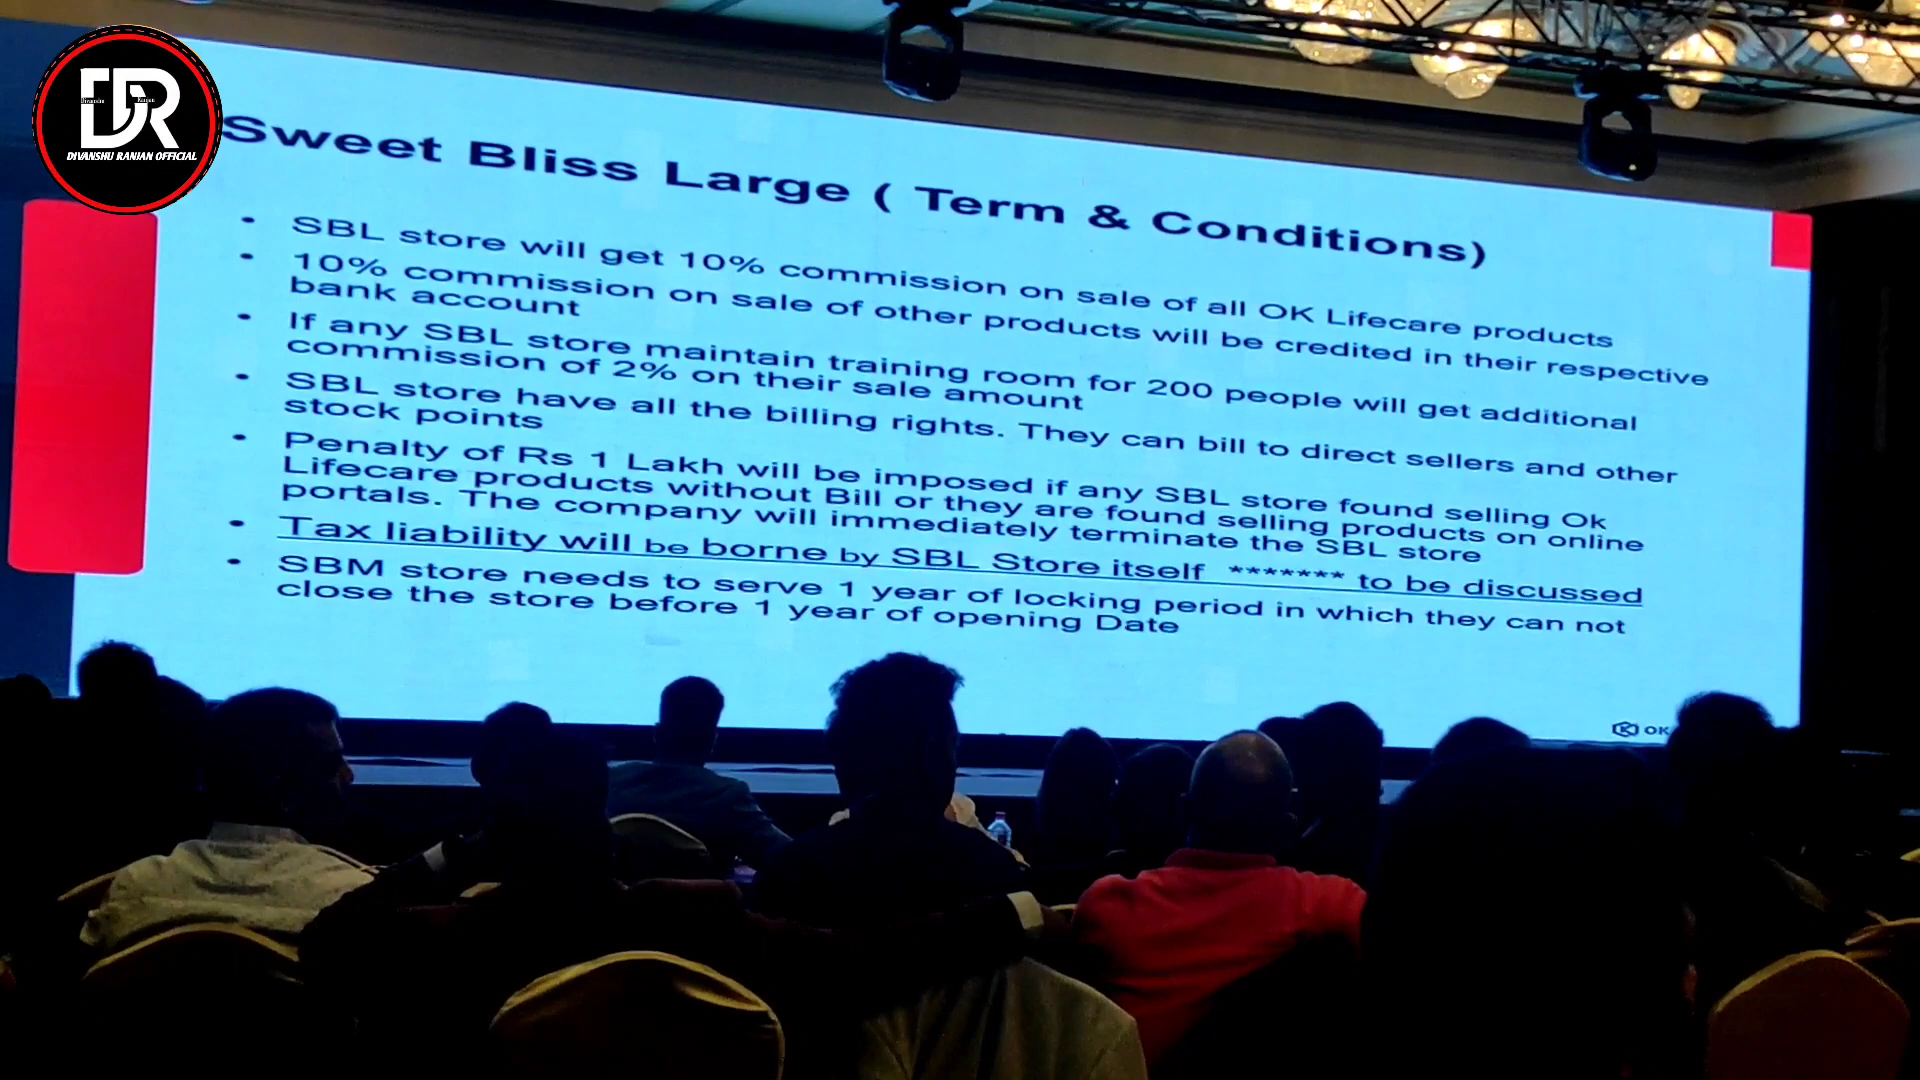 DR
Divanshu Ranjan
DIVANSHU RANJAN OFFICIAL
Sweet Bliss Large ( Term & Conditions)
• SBL store will get 10% commission on sale of all OK Lifecare products
• 10% commission on sale of other products will be credited in their respective
bank account
• If any SBL store maintain training room for 200 people will get additional
commission of 2% on their sale amount
• SBL store have all the billing rights. They can bill to direct sellers and other
stock points
• Penalty of Rs 1 Lakh will be imposed if any SBL store found selling Ok
Lifecare products without Bill or they are found selling products on online
portals. The company will immediately terminate the SBL store
• Tax liability will be borne by SBL Store itself ******* to be discussed
• SBM store needs to serve 1 year of locking period in which they can not
close the store before 1 year of opening Date
OK